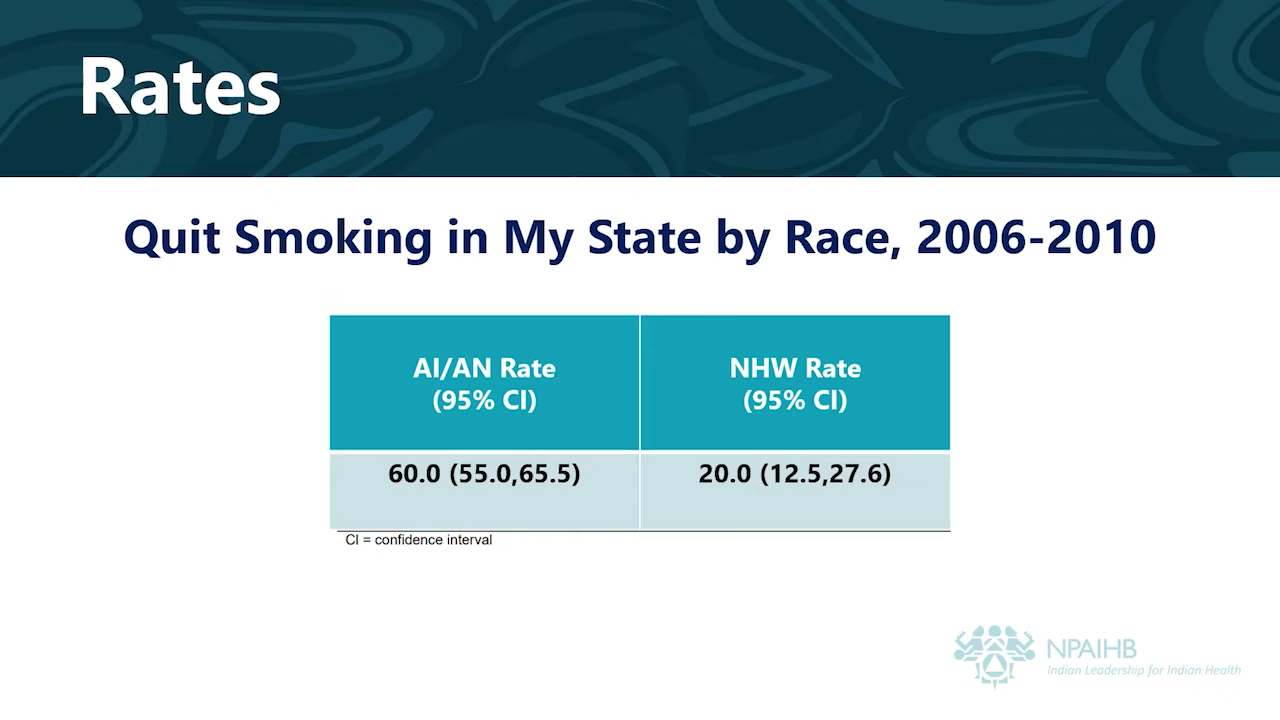 Rates
Quit Smoking in My State by Race, 2006-2010
AI/AN Rate
(95% CI)
NHW Rate
(95% CI)
60.0 (55.0,65.5)
20.0 (12.5,27.6)
CI = confidence interval
NPAIHB
Indian Leadership for Indian Health